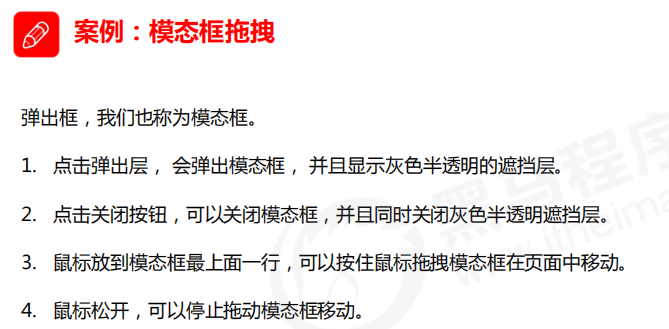 案例：模态框拖拽
弹出框，我们也称为模态框。
1. 点击弹出层， 会弹出模态框， 并且显示灰色半透明的遮挡层。
2. 点击关闭按钮，可以关闭模态框，并且同时关闭灰色半透明遮挡层。
3. 鼠标放到模态框最上面一行，可以按住鼠标拖拽模态框在页面中移动。
4. 鼠标松开，可以停止拖动模态框移动。
黑马程序
www.itheima